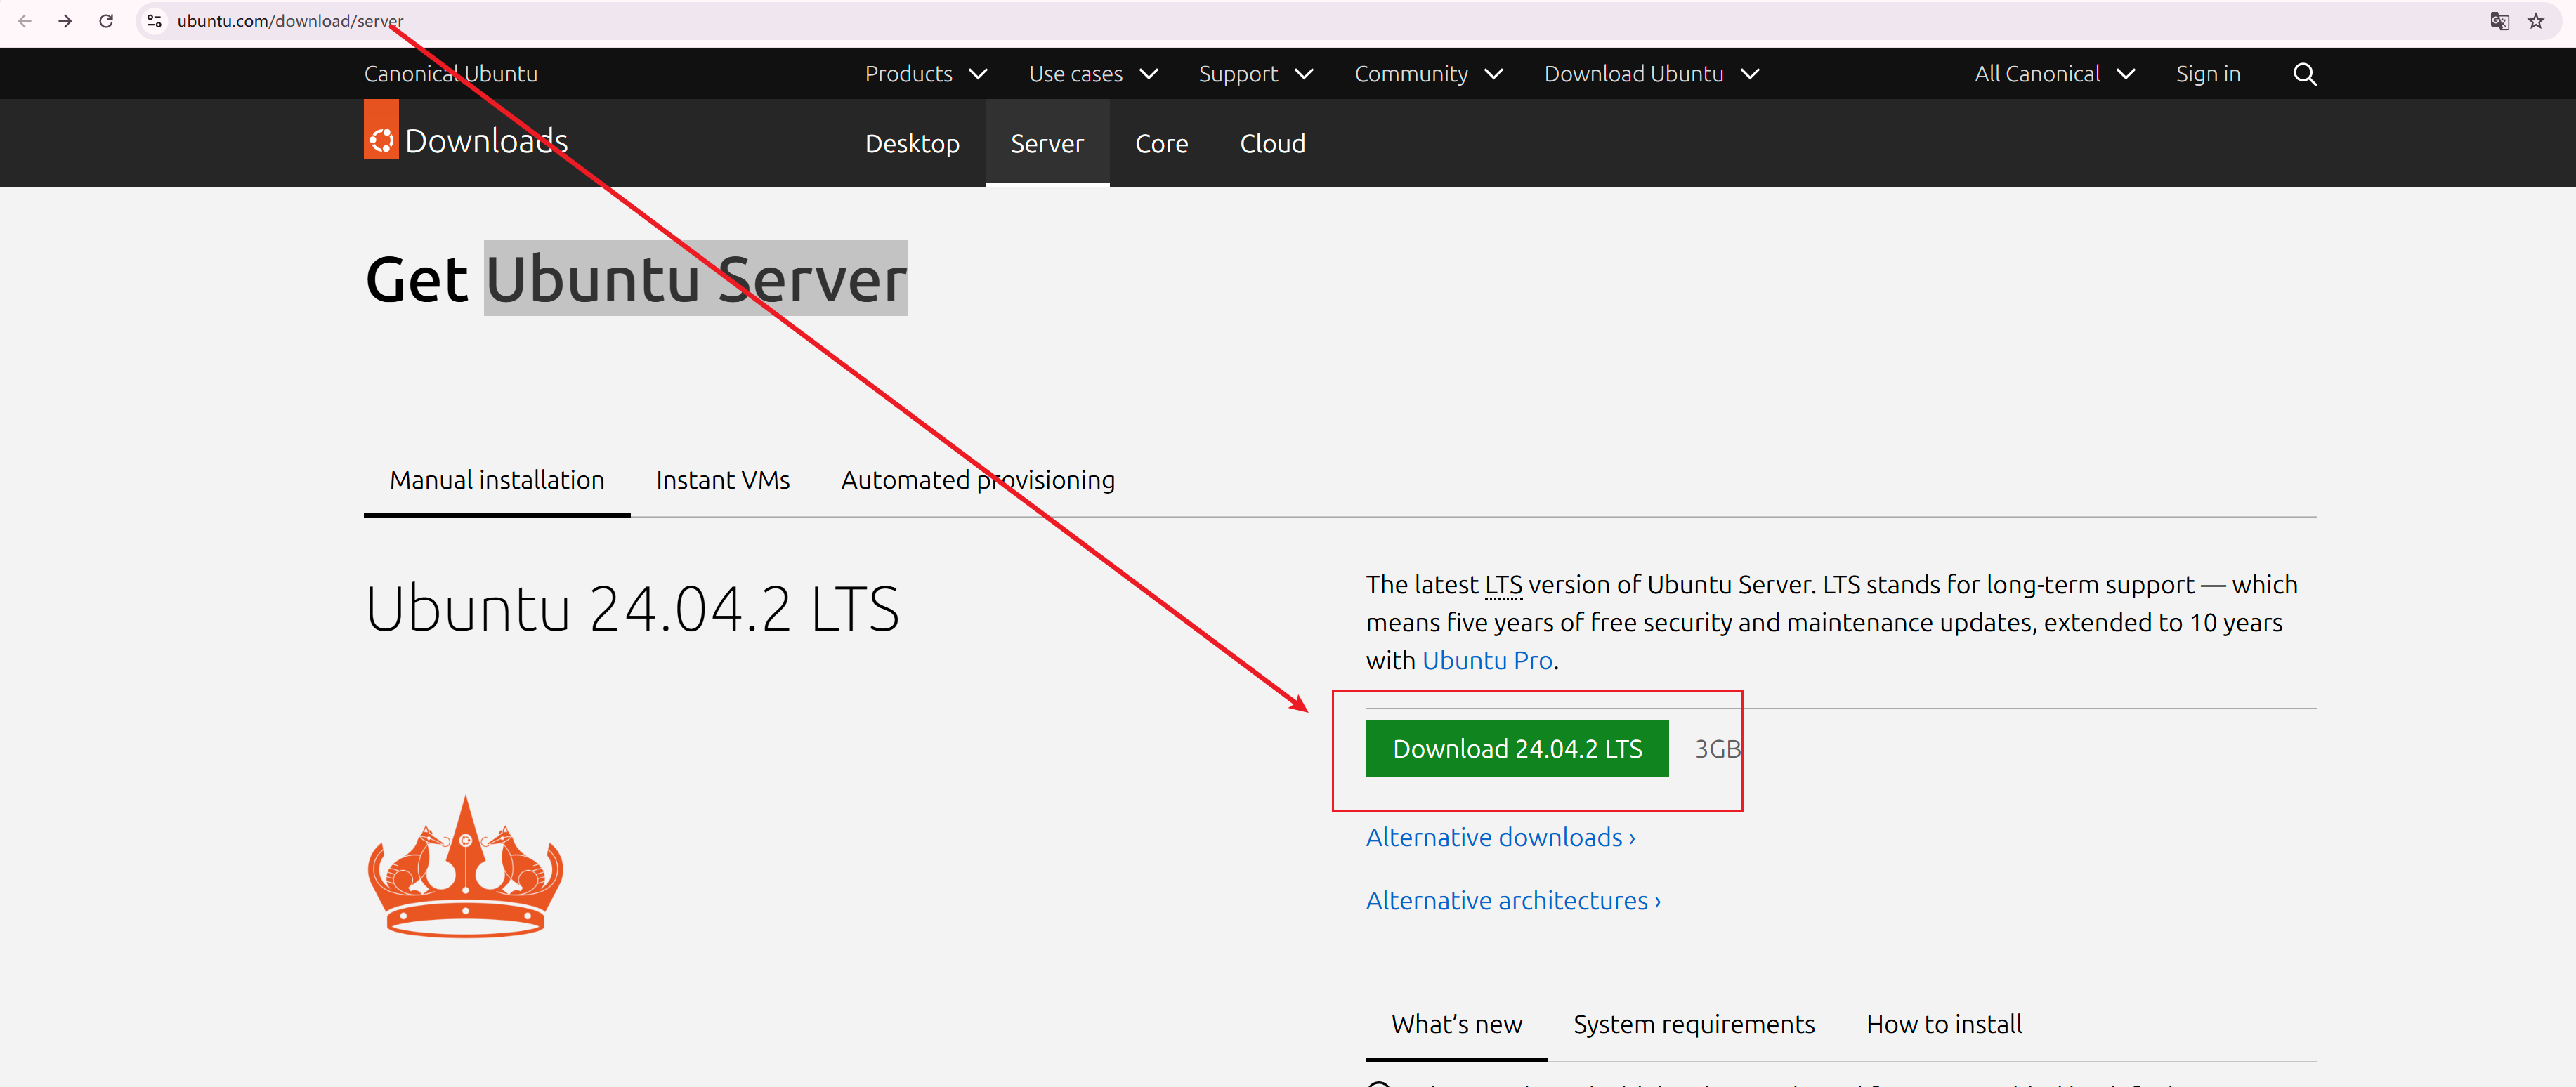 ubuntu.com/download/server
Canonical Ubuntu Products Use cases Support Community Download Ubuntu All Canonical Sign in
Downloads Desktop Server Core Cloud
Get Ubuntu Server
Manual installation Instant VMs Automated provisioning
Ubuntu 24.04.2 LTS
The latest LTS version of Ubuntu Server. LTS stands for long-term support — which
means five years of free security and maintenance updates, extended to 10 years
with Ubuntu Pro.
Download 24.04.2 LTS 3GB
Alternative downloads ›
Alternative architectures ›
What’s new System requirements How to install